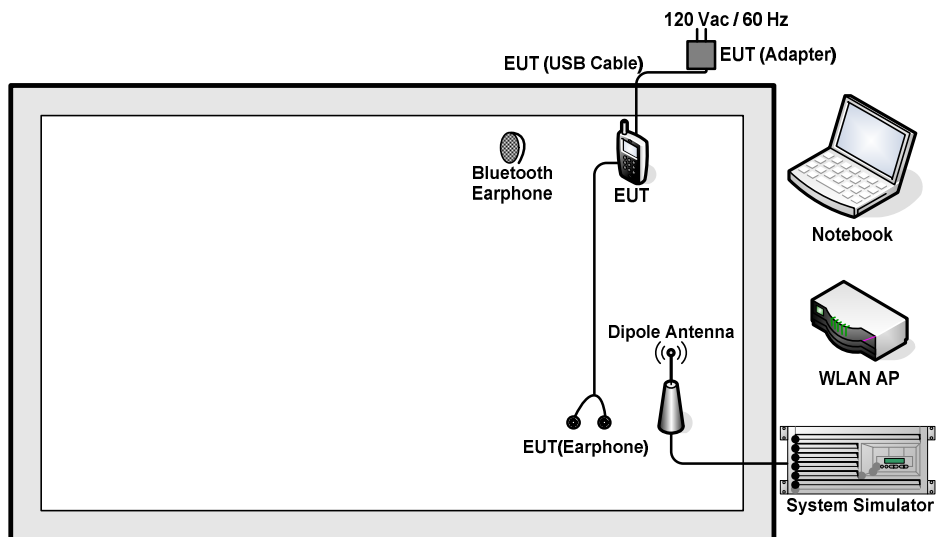 120 Vac / 60 Hz
EUT (USB Cable)
EUT (Adapter)
Bluetooth
Earphone
EUT
Notebook
Dipole Antenna
WLAN AP
EUT(Earphone)
System Simulator